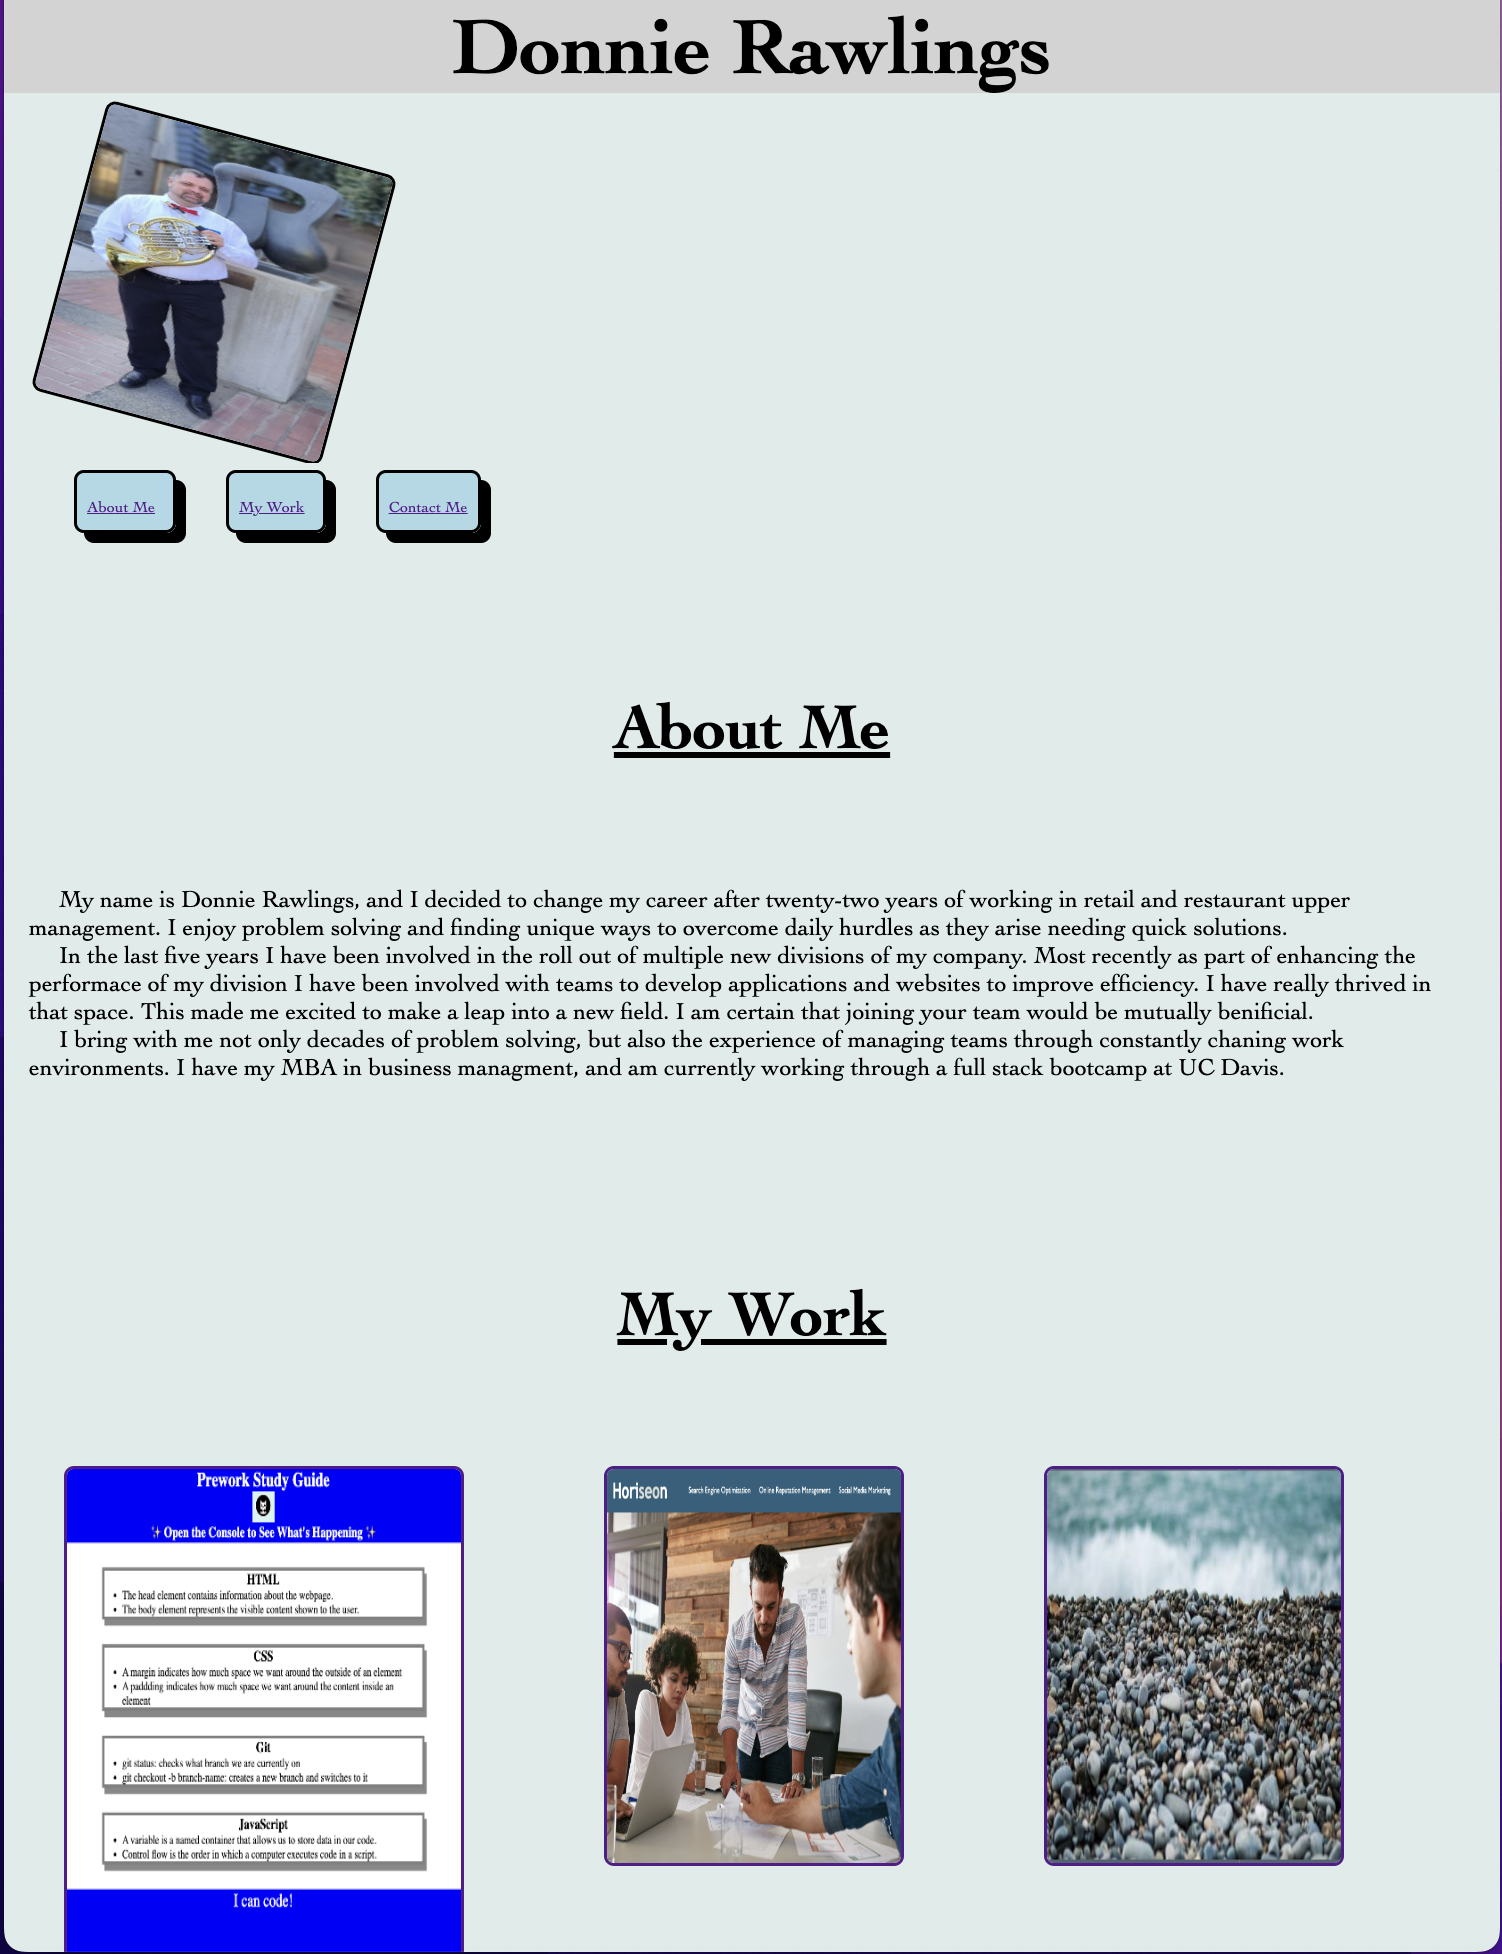 Donnie Rawlings
About Me
My Work
Contact Me
About Me
My name is Donnie Rawlings, and I decided to change my career after twenty-two years of working in retail and restaurant upper
management. I enjoy problem solving and finding unique ways to overcome daily hurdles as they arise needing quick solutions.
In the last five years I have been involved in the roll out of multiple new divisions of my company. Most recently as part of enhancing the
performace of my division I have been involved with teams to develop applications and websites to improve efficiency. I have really thrived in
that space. This made me excited to make a leap into a new field. I am certain that joining your team would be mutually benificial.
I bring with me not only decades of problem solving, but also the experience of managing teams through constantly chaning work
environments. I have my MBA in business managment, and am currently working through a full stack bootcamp at UC Davis.
My Work
Prework Study Guide
✨ Open the Console to See What's Happening ✨
HTML
• The head element contains information about the webpage.
• The body element represents the visible content shown to the user.
CSS
• A margin indicates how much space we want around the outside of an element
• A paddding indicates how much space we want around the content inside an
element
Git
• git status: checks what branch we are currently on
• git checkout -b branch-name: creates a new branch and switches to it
JavaScript
• A variable is a named container that allows us to store data in our code.
• Control flow is the order in which a computer executes code in a script.
I can code!
Horiseon
Search Engine Optimization Online Reputation Management Social Media Marketing